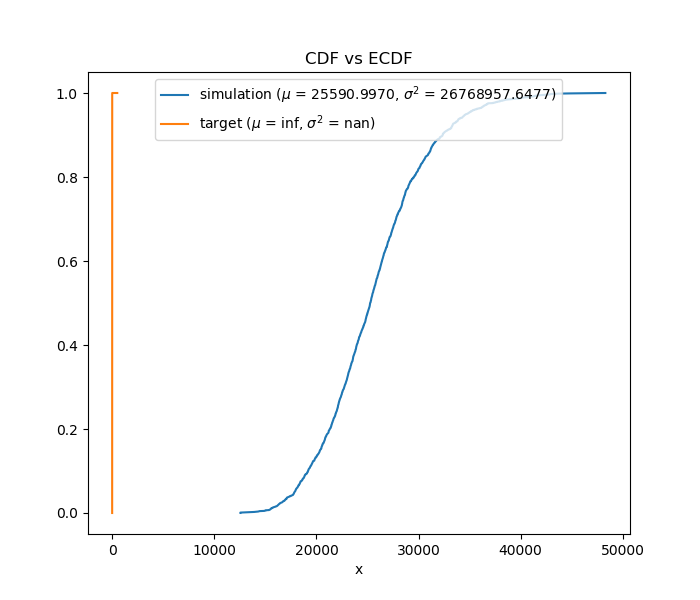 CDF vs ECDF
simulation (μ = 25590.9970, σ² = 26768957.6477)
target (μ = inf, σ² = nan)
1.0
0.8
0.6
0.4
0.2
0.0
0 10000 20000 30000 40000 50000
x